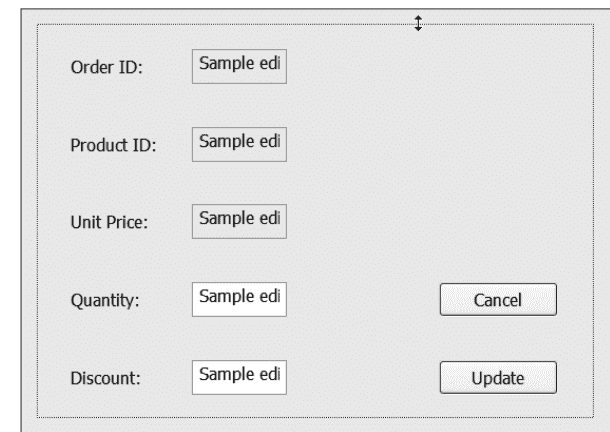 Order ID: Sample edi
Product ID: Sample edi
Unit Price: Sample edi
Quantity: Sample edi Cancel
Discount: Sample edi Update